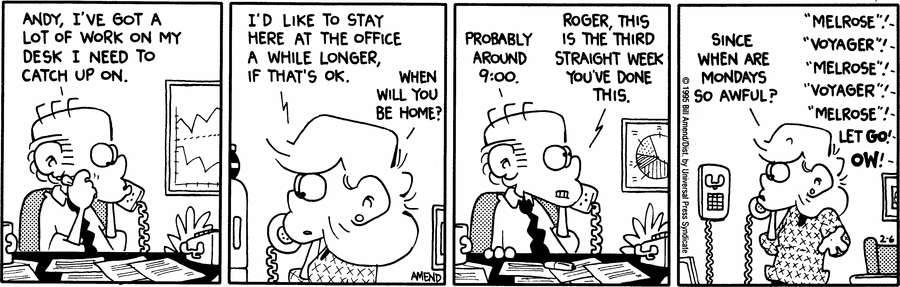 ANDY, I'VE GOT A
LOT OF WORK ON MY
DESK I NEED TO
CATCH UP ON.
I'D LIKE TO STAY
HERE AT THE OFFICE
A WHILE LONGER,
IF THAT'S OK.
WHEN
WILL YOU
BE HOME?
AMEND
PROBABLY
AROUND
9:00.
ROGER, THIS
IS THE THIRD
STRAIGHT WEEK
YOU'VE DONE
THIS.
© 1995 Bill Amend/Dist. by Universal Press Syndicate
SINCE
WHEN ARE
MONDAYS
SO AWFUL?
"MELROSE"!
"VOYAGER"!
"MELROSE"!
"VOYAGER"!
"MELROSE"!
LET GO!
OW!
2-6